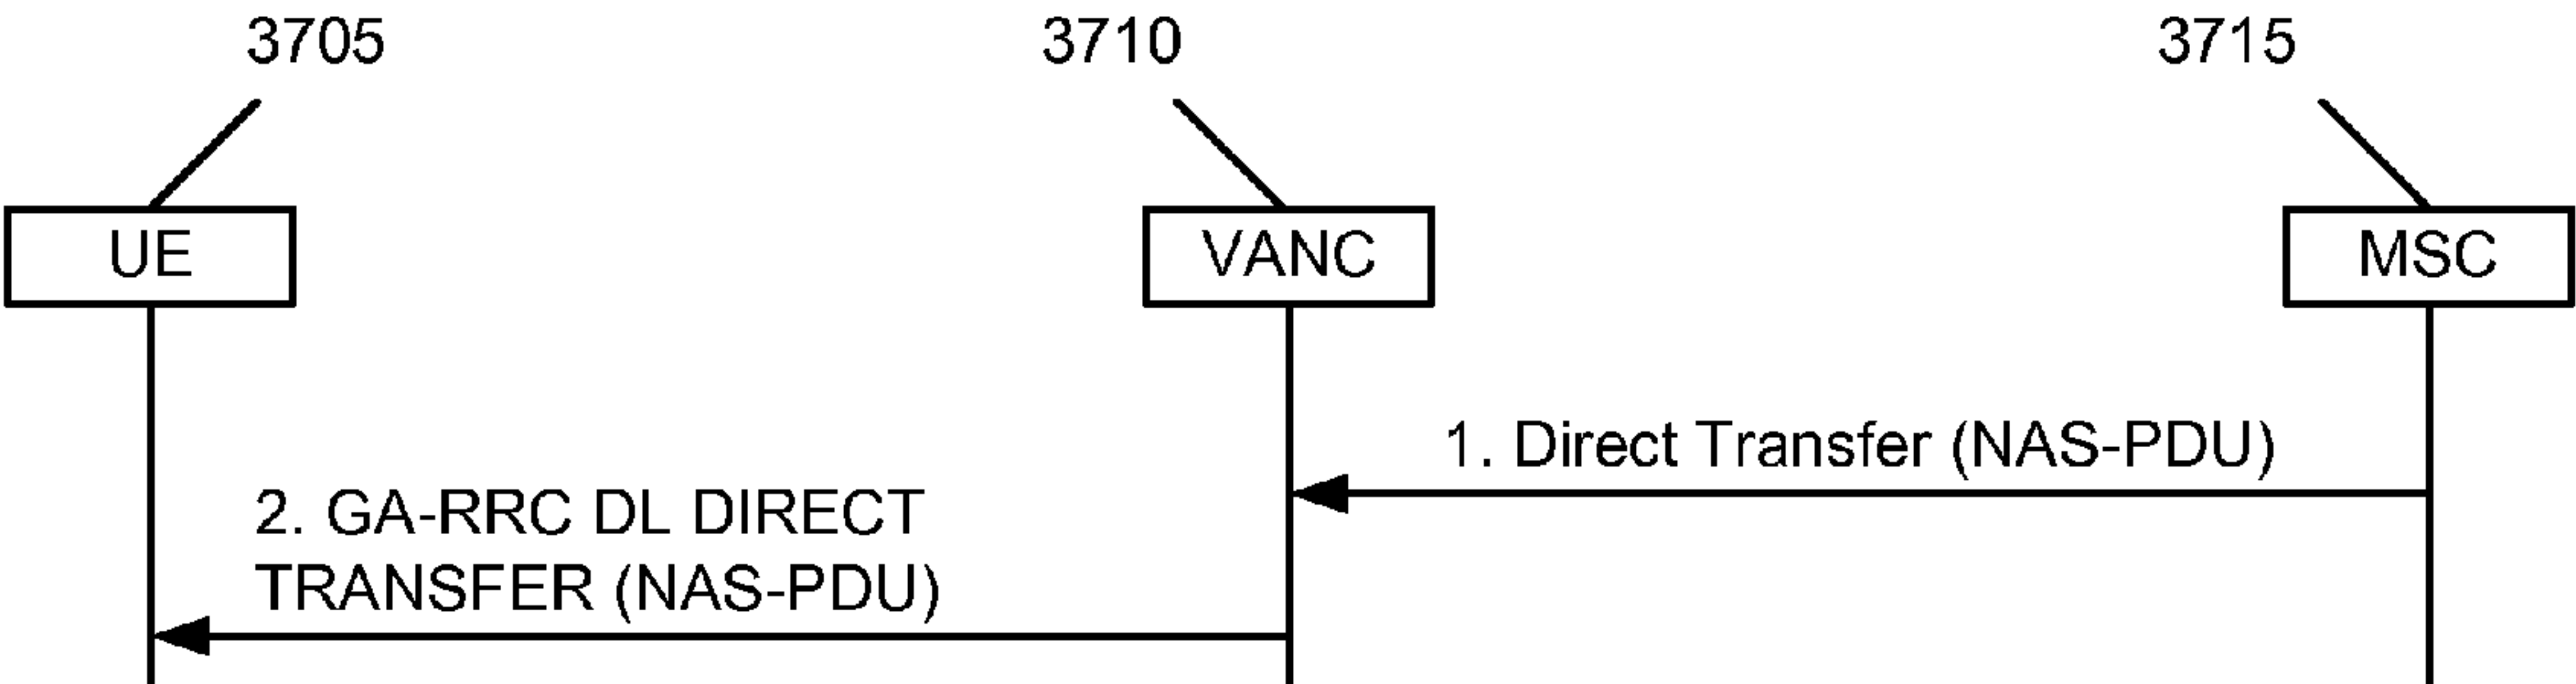 3705
3710
3715
UE
VANC
MSC
1. Direct Transfer (NAS-PDU)
2. GA-RRC DL DIRECT
TRANSFER (NAS-PDU)